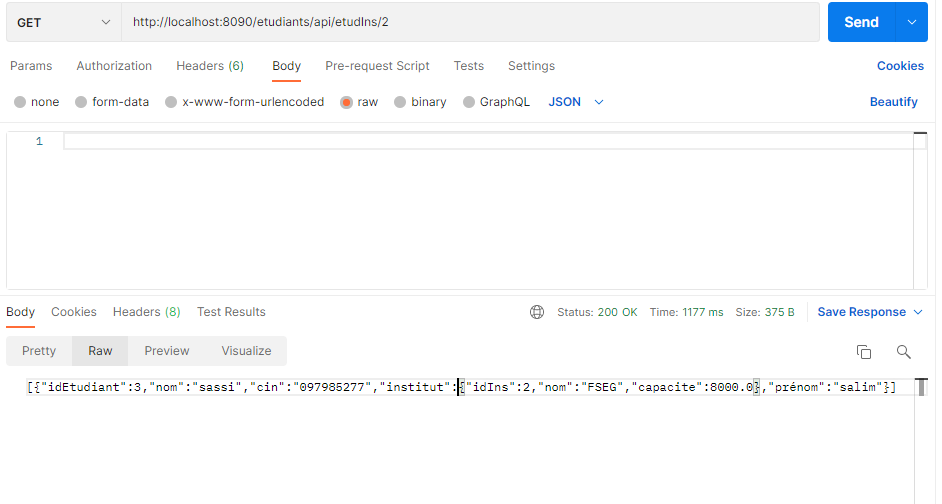 GET http://localhost:8090/etudiants/api/etudIns/2 Send
Params Authorization Headers (6) Body Pre-request Script Tests Settings Cookies
none form-data x-www-form-urlencoded raw binary GraphQL JSON Beautify
1
Body Cookies Headers (8) Test Results Status: 200 OK Time: 1177 ms Size: 375 B Save Response
Pretty Raw Preview Visualize
[{"idEtudiant":3,"nom":"sassi","cin":"097985277","institut":{"idIns":2,"nom":"FSEG","capacite":8000.0},"prénom":"salim"}]